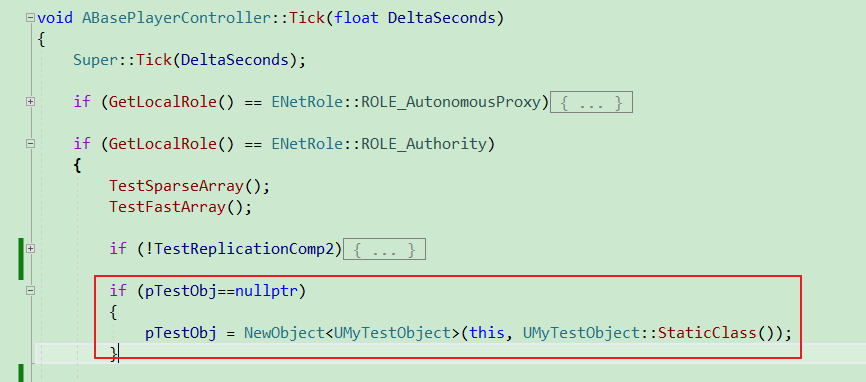 void ABasePlayerController::Tick(float DeltaSeconds)
{
Super::Tick(DeltaSeconds);
if (GetLocalRole() == ENetRole::ROLE_AutonomousProxy){ ... }
if (GetLocalRole() == ENetRole::ROLE_Authority)
{
TestSparseArray();
TestFastArray();
if (!TestReplicationComp2){ ... }
if (pTestObj==nullptr)
{
pTestObj = NewObject<UMyTestObject>(this, UMyTestObject::StaticClass());
}